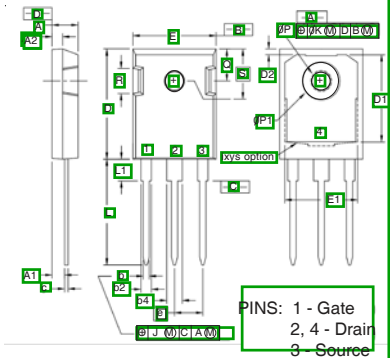 D
A
A2
E
B
A
ØP ⊕ ØK Ⓜ D B Ⓜ
Q
S
D2
R
D
D1
ØP1
4
1 2 3
xys option
L1
C
L
E1
A1
c
b
b2
b4
e
⊕ J Ⓜ C A Ⓜ
PINS: 1 - Gate
2, 4 - Drain
3 - Source